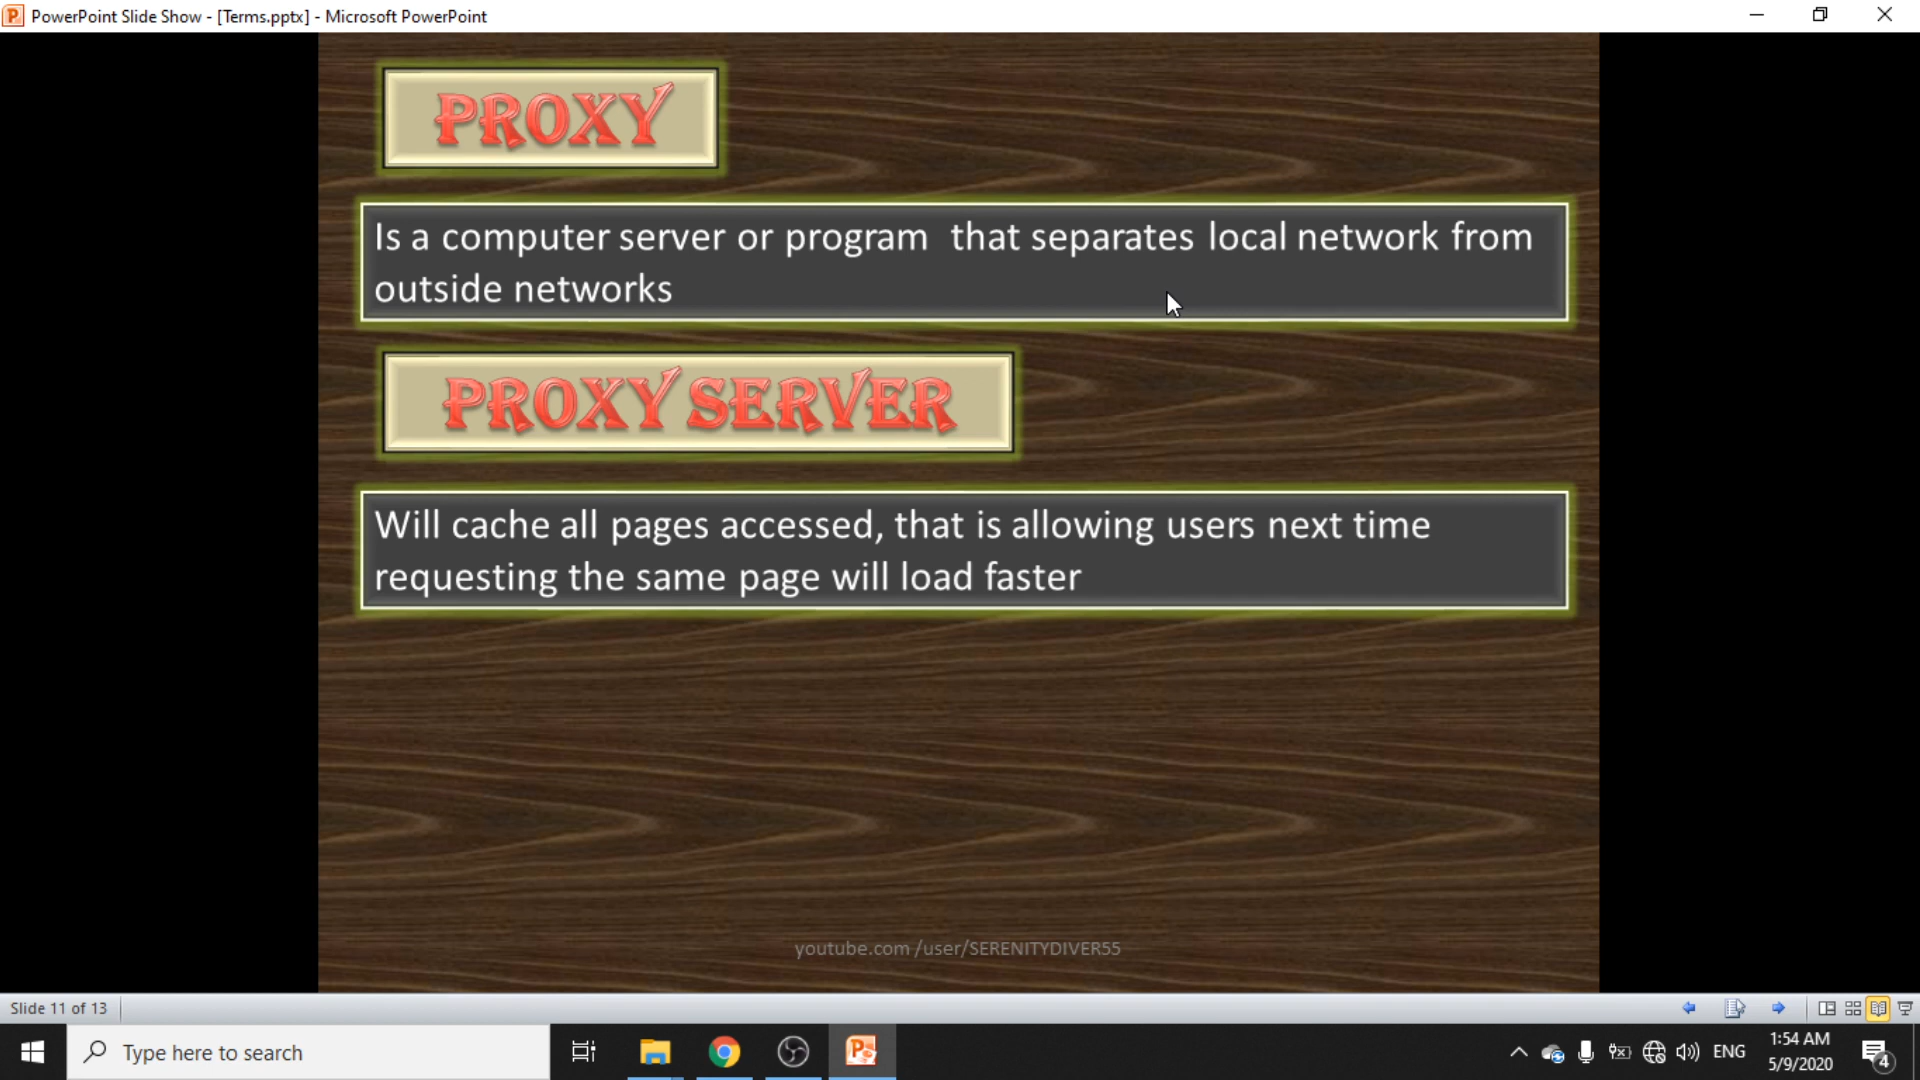 PowerPoint Slide Show - [Terms.pptx] - Microsoft PowerPoint
PROXY
Is a computer server or program  that separates local network from
outside networks
PROXY SERVER
Will cache all pages accessed, that is allowing users next time
requesting the same page will load faster
youtube.com /user/SERENITYDIVER55
Slide 11 of 13
Type here to search
ENG
1:54 AM
5/9/2020
4